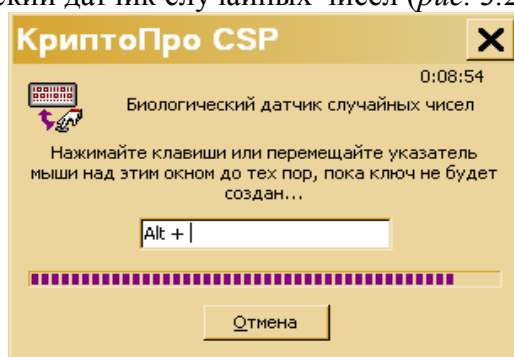 ский датчик случайных чисел (рис. 3.2
КриптоПро CSP
0:08:54
Биологический датчик случайных чисел
Нажимайте клавиши или перемещайте указатель
мыши над этим окном до тех пор, пока ключ не будет
создан...
Alt +
Отмена